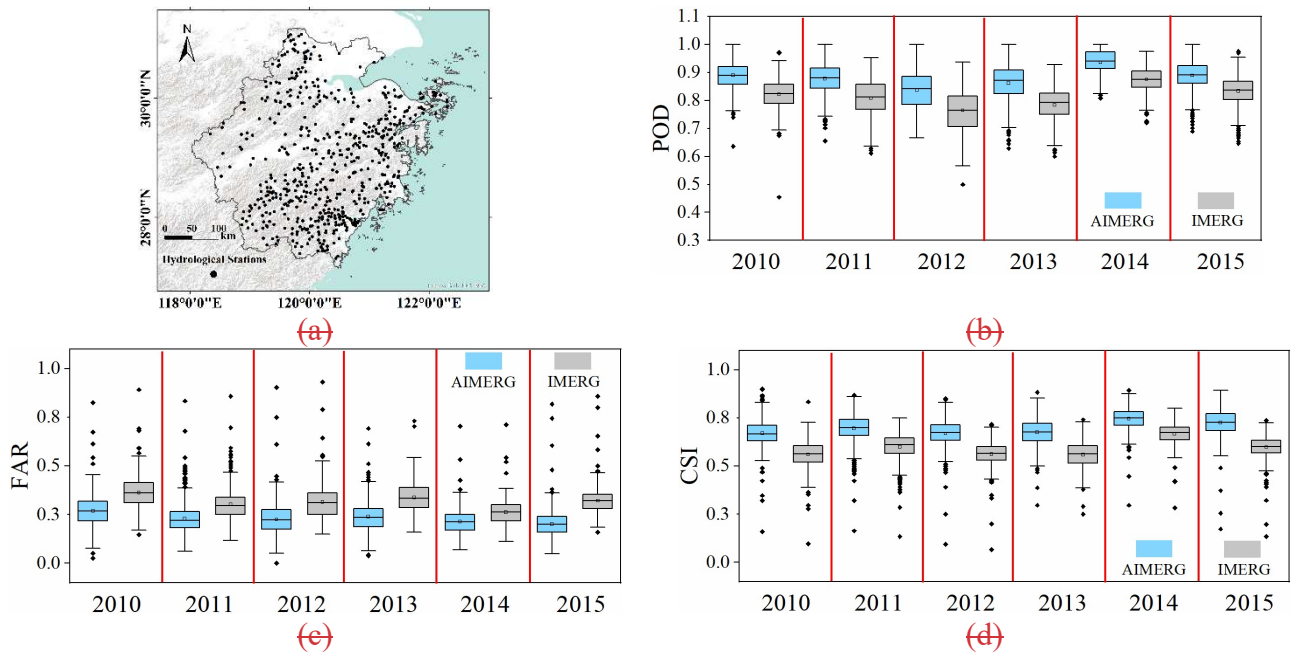 N
30°0'0"N
28°0'0"N
0 50 100
km
Hydrological Stations
118°0'0"E 120°0'0"E 122°0'0"E
(a)
1.1
1.0
0.9
0.8
0.7
0.6
0.5
0.4
0.3
POD
AIMERG IMERG
2010 2011 2012 2013 2014 2015
(b)
1.0
0.8
0.5
0.3
0.0
FAR
AIMERG IMERG
2010 2011 2012 2013 2014 2015
(c)
1.0
0.8
0.5
0.3
0.0
CSI
AIMERG IMERG
2010 2011 2012 2013 2014 2015
(d)